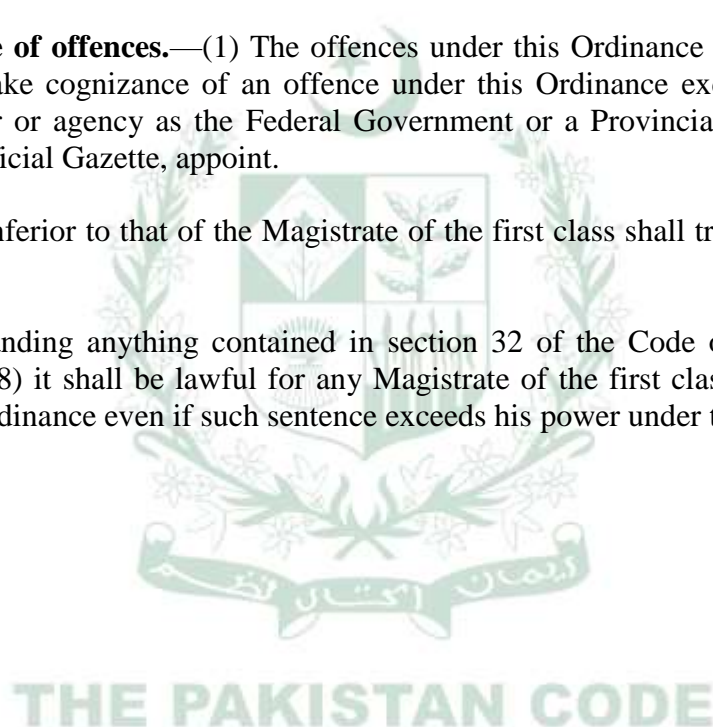 e of offences.—(1) The offences under this Ordinance
ake cognizance of an offence under this Ordinance exc
r or agency as the Federal Government or a Provincia
icial Gazette, appoint.
nferior to that of the Magistrate of the first class shall tr
nding anything contained in section 32 of the Code o
8) it shall be lawful for any Magistrate of the first clas
rdinance even if such sentence exceeds his power under t
ایمان اتحاد نظم
THE PAKISTAN CODE